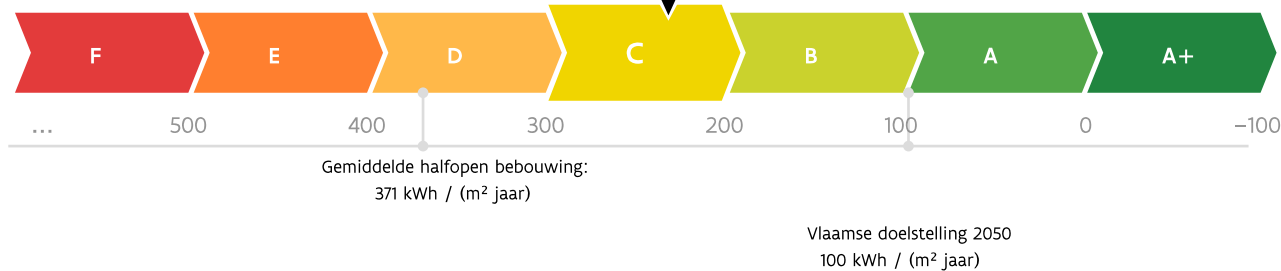 F E D C B A A+
... 500 400 300 200 100 0 –100
Gemiddelde halfopen bebouwing:
371 kWh / (m² jaar)
Vlaamse doelstelling 2050
100 kWh / (m² jaar)